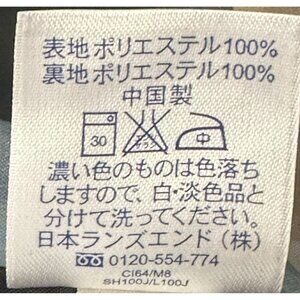 表地 ポリエステル100%
裏地 ポリエステル100%
中国製
30 サラシ 中
濃い色のものは色落ち
しますので、白・淡色品と
分けて洗ってください。
日本ランズエンド（株）
0120-554-774
CI64/M8
SH100J/L100J